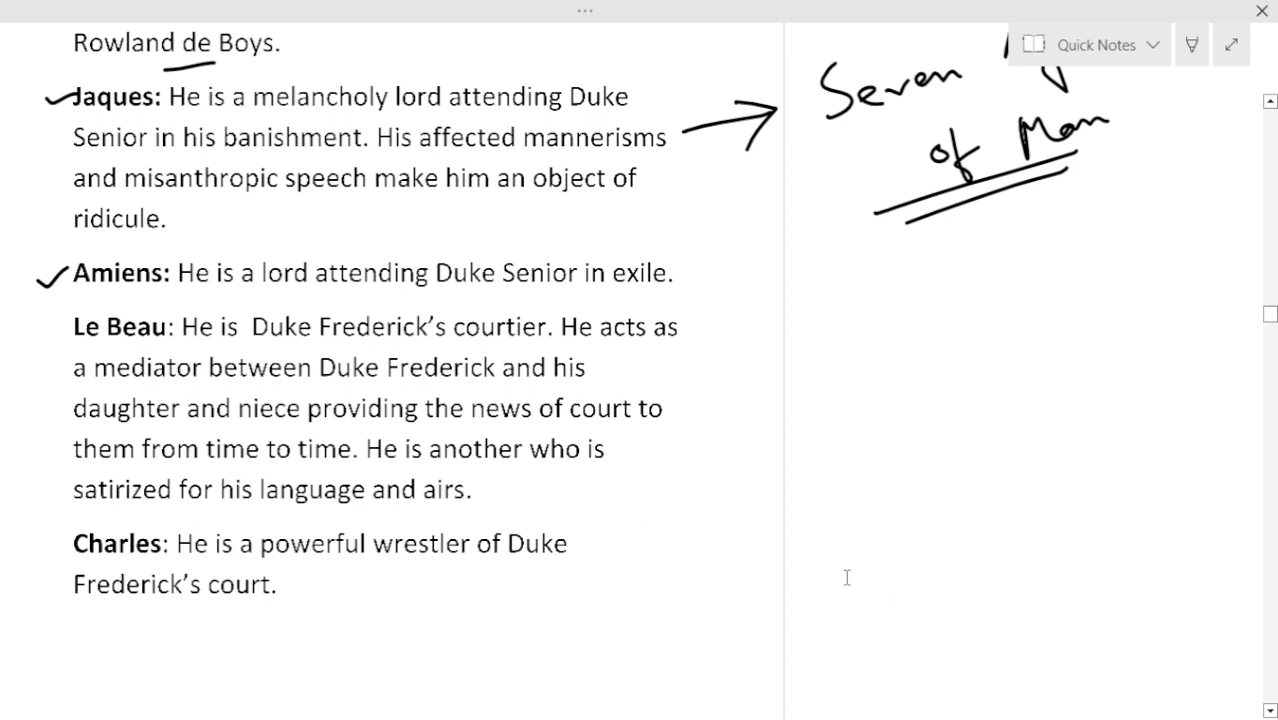 Rowland de Boys.
Quick Notes
Jaques: He is a melancholy lord attending Duke
Senior in his banishment. His affected mannerisms
and misanthropic speech make him an object of
ridicule.
Seven
of Man
Amiens: He is a lord attending Duke Senior in exile.
Le Beau: He is Duke Frederick’s courtier. He acts as
a mediator between Duke Frederick and his
daughter and niece providing the news of court to
them from time to time. He is another who is
satirized for his language and airs.
Charles: He is a powerful wrestler of Duke
Frederick’s court.